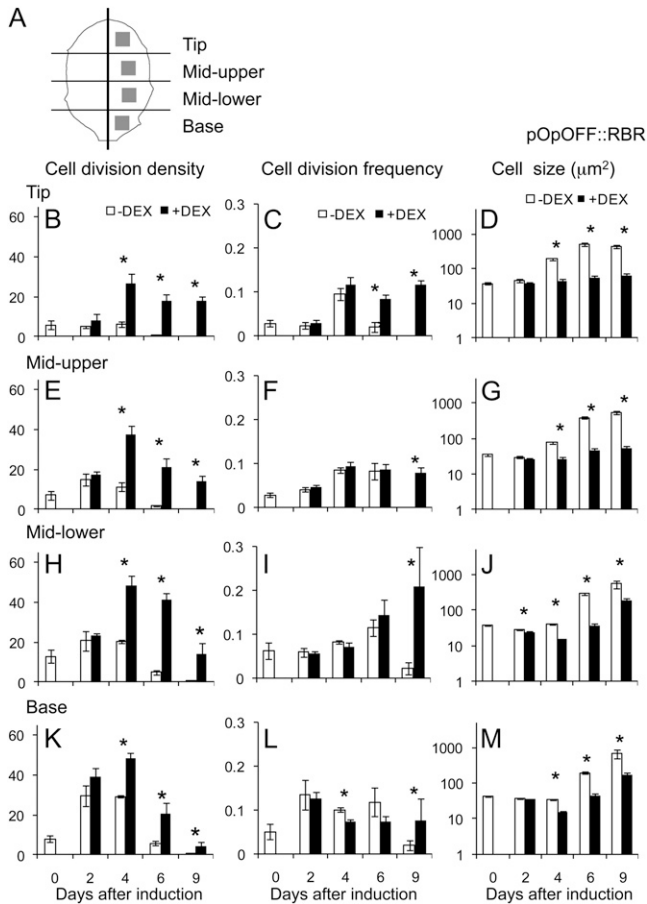 A
Tip
Mid-upper
Mid-lower
Base
pOpOFF::RBR
Cell division density
Cell division frequency
Cell size (μm²)
Tip
B
-DEX +DEX
60
40
20
0
* * *
C
-DEX +DEX
0.3
0.2
0.1
0
* *
D
-DEX +DEX
1000
100
10
1
* * *
Mid-upper
E
60
40
20
0
* * *
F
0.3
0.2
0.1
0
*
G
1000
100
10
1
* * *
Mid-lower
H
60
40
20
0
* * *
I
0.3
0.2
0.1
0
*
J
1000
100
10
1
* * * *
Base
K
60
40
20
0
* * *
L
0.3
0.2
0.1
0
* *
M
1000
100
10
1
* * *
0 2 4 6 9
0 2 4 6 9
0 2 4 6 9
Days after induction
Days after induction
Days after induction